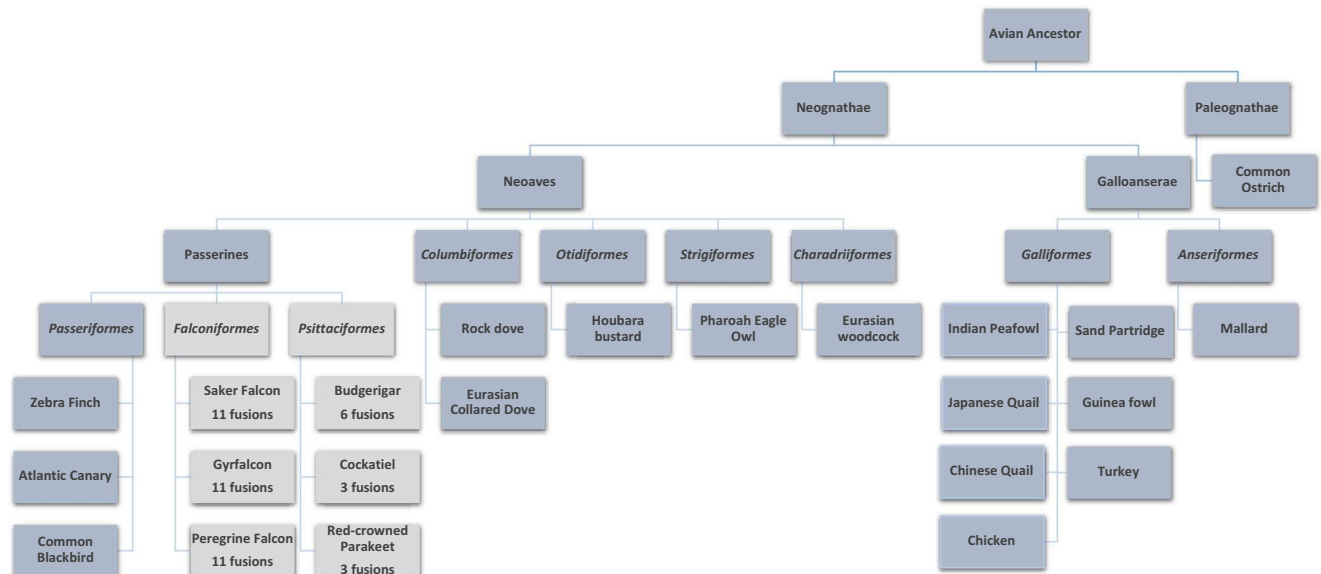 Avian Ancestor
Neognathae
Paleognathae
Neoaves
Galloanserae
Common
Ostrich
Passerines
Columbiformes
Otidiformes
Strigiformes
Charadriiformes
Galliformes
Anseriformes
Passeriformes
Falconiformes
Psittaciformes
Rock dove
Houbara
bustard
Pharoah Eagle
Owl
Eurasian
woodcock
Indian Peafowl
Sand Partridge
Mallard
Zebra Finch
Saker Falcon
11 fusions
Budgerigar
6 fusions
Eurasian
Collared Dove
Japanese Quail
Guinea fowl
Atlantic Canary
Gyrfalcon
11 fusions
Cockatiel
3 fusions
Chinese Quail
Turkey
Common
Blackbird
Peregrine Falcon
11 fusions
Red-crowned
Parakeet
3 fusions
Chicken